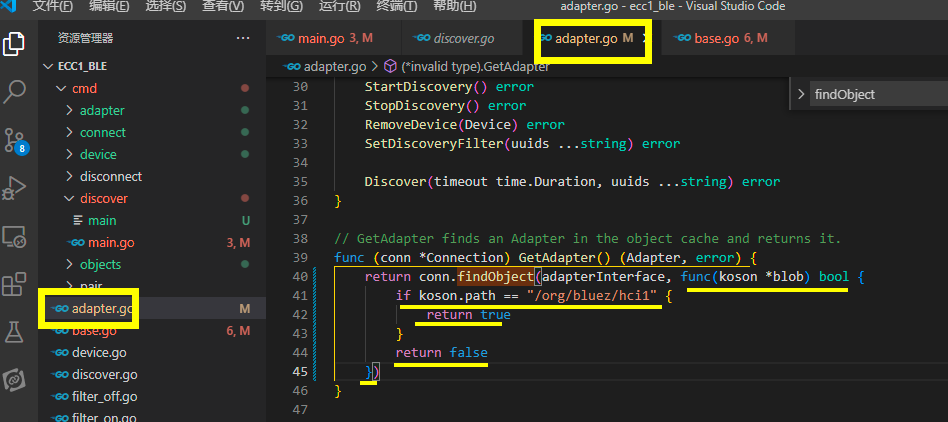 文件(F) 编辑(E) 选择(S) 查看(V) 转到(G) 运行(R) 终端(T) 帮助(H) adapter.go - ecc1_ble - Visual Studio Code
资源管理器 ···
main.go 3, M
discover.go
adapter.go M
base.go 6, M
adapter.go > (*invalid type).GetAdapter
findObject
ECC1_BLE
cmd
adapter
connect
device
disconnect
discover
main U
main.go 3, M
objects
pair
adapter.go M
base.go 6, M
device.go
discover.go
filter_off.go
filter_on.go
8
30 StartDiscovery() error
31 StopDiscovery() error
32 RemoveDevice(Device) error
33 SetDiscoveryFilter(uuids ...string) error
34
35 Discover(timeout time.Duration, uuids ...string) error
36 }
37
38 // GetAdapter finds an Adapter in the object cache and returns it.
39 func (conn *Connection) GetAdapter() (Adapter, error) {
40 return conn.findObject(adapterInterface, func(koson *blob) bool {
41 if koson.path == "/org/bluez/hci1" {
42 return true
43 }
44 return false
45 })
46 }
47